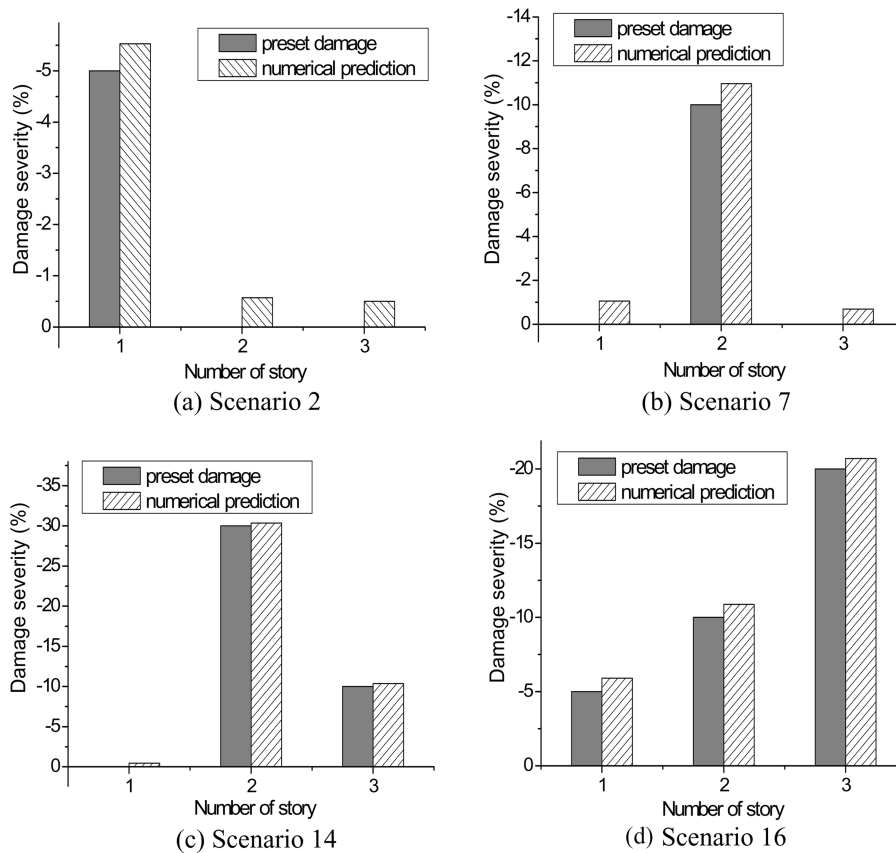 preset damage
numerical prediction
Damage severity (%)
-5
-4
-3
-2
-1
0
1 2 3
Number of story
(a) Scenario 2
preset damage
numerical prediction
Damage severity (%)
-14
-12
-10
-8
-6
-4
-2
0
1 2 3
Number of story
(b) Scenario 7
preset damage
numerical prediction
Damage severity (%)
-35
-30
-25
-20
-15
-10
-5
0
1 2 3
Number of story
(c) Scenario 14
preset damage
numerical prediction
Damage severity (%)
-20
-15
-10
-5
0
1 2 3
Number of story
(d) Scenario 16